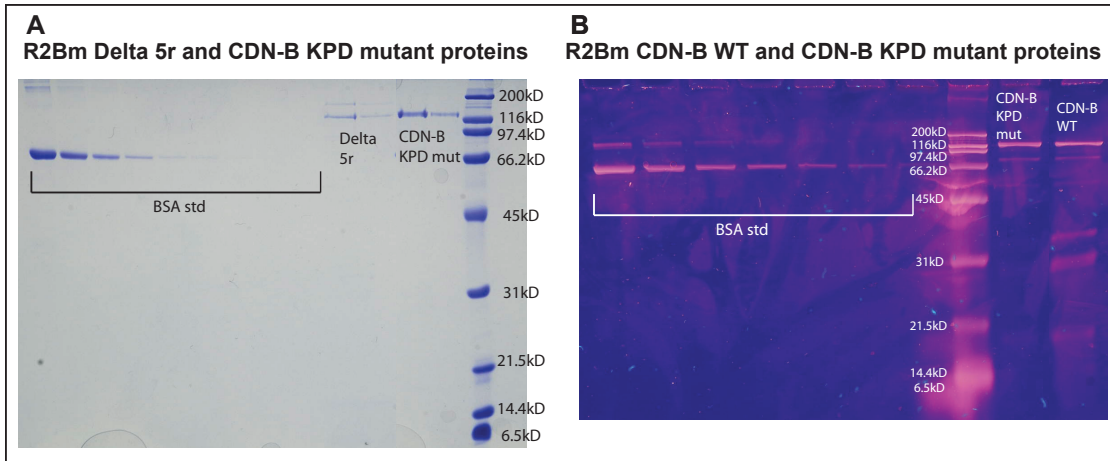 A
R2Bm Delta 5r and CDN-B KPD mutant proteins
200kD
116kD
97.4kD
66.2kD
45kD
31kD
21.5kD
14.4kD
6.5kD
Delta
5r
CDN-B
KPD mut
BSA std
B
R2Bm CDN-B WT and CDN-B KPD mutant proteins
CDN-B
KPD
mut
CDN-B
WT
200kD
116kD
97.4kD
66.2kD
45kD
31kD
21.5kD
14.4kD
6.5kD
BSA std